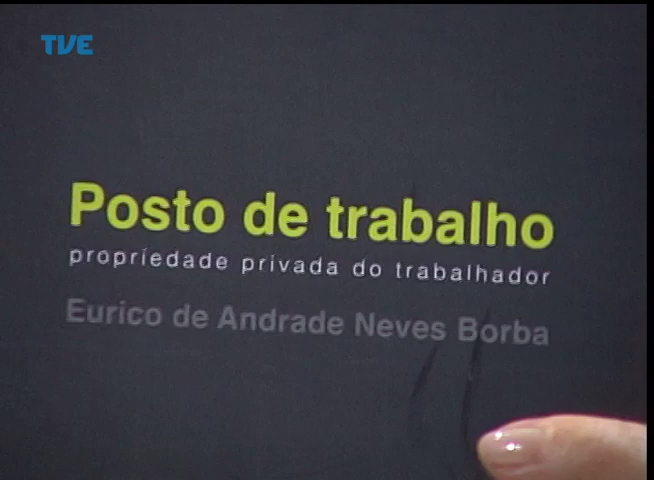 TVE
Posto de trabalho
propriedade privada do trabalhador
Eurico de Andrade Neves Borba